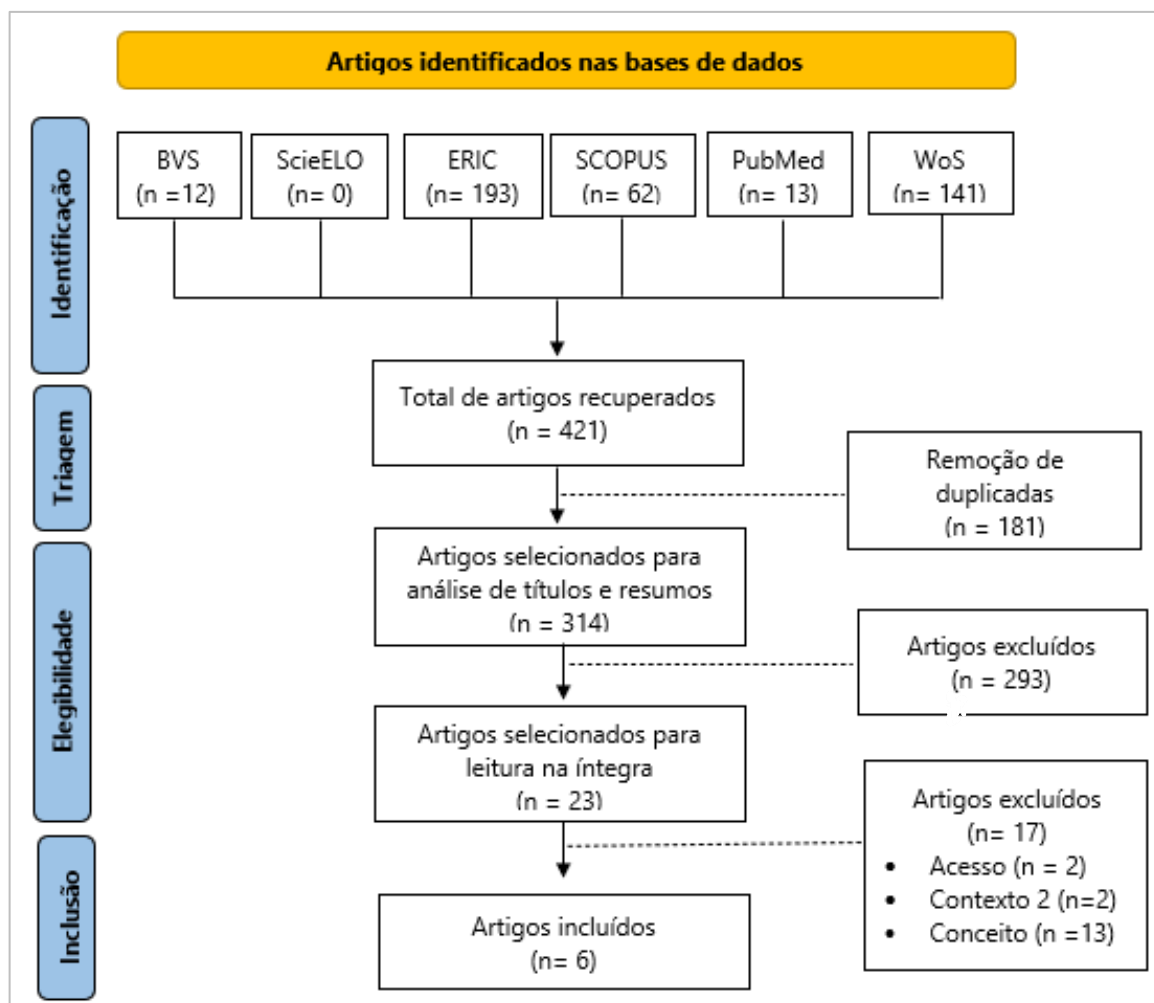 Artigos identificados nas bases de dados
Identificação
BVS
(n =12)
ScieELO
(n= 0)
ERIC
(n= 193)
SCOPUS
(n= 62)
PubMed
(n= 13)
WoS
(n= 141)
Total de artigos recuperados
(n = 421)
Triagem
Remoção de
duplicadas
(n = 181)
Artigos selecionados para
análise de títulos e resumos
(n = 314)
Elegibilidade
Artigos excluídos
(n = 293)
Artigos selecionados para
leitura na íntegra
(n = 23)
Artigos excluídos
(n= 17)
• Acesso (n = 2)
• Contexto 2 (n=2)
• Conceito (n =13)
Inclusão
Artigos incluídos
(n= 6)